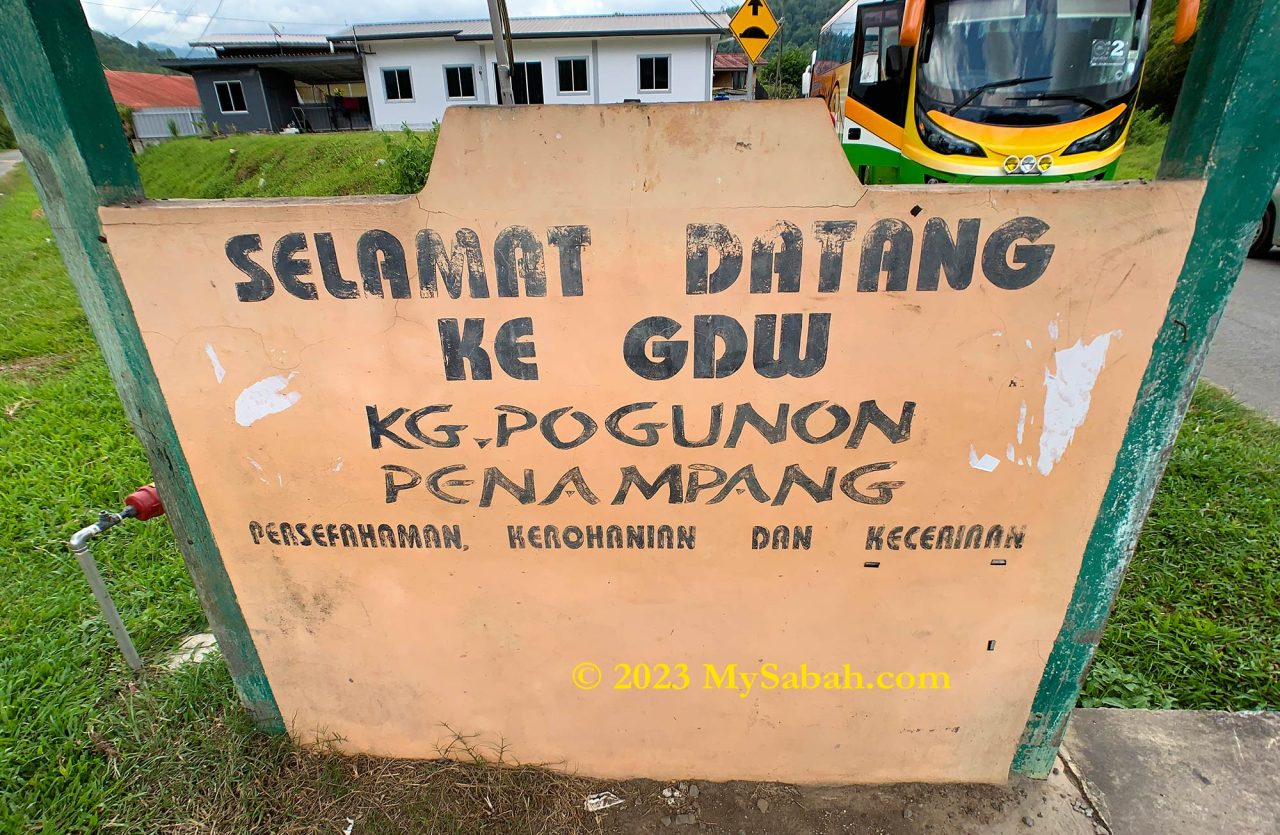 SELAMAT DATANG
KE GDW
KG.POGUNON
PENAMPANG
PERSEFAHAMAN, KEROHANIAN DAN KECERIAAN
© 2023 MySabah.com